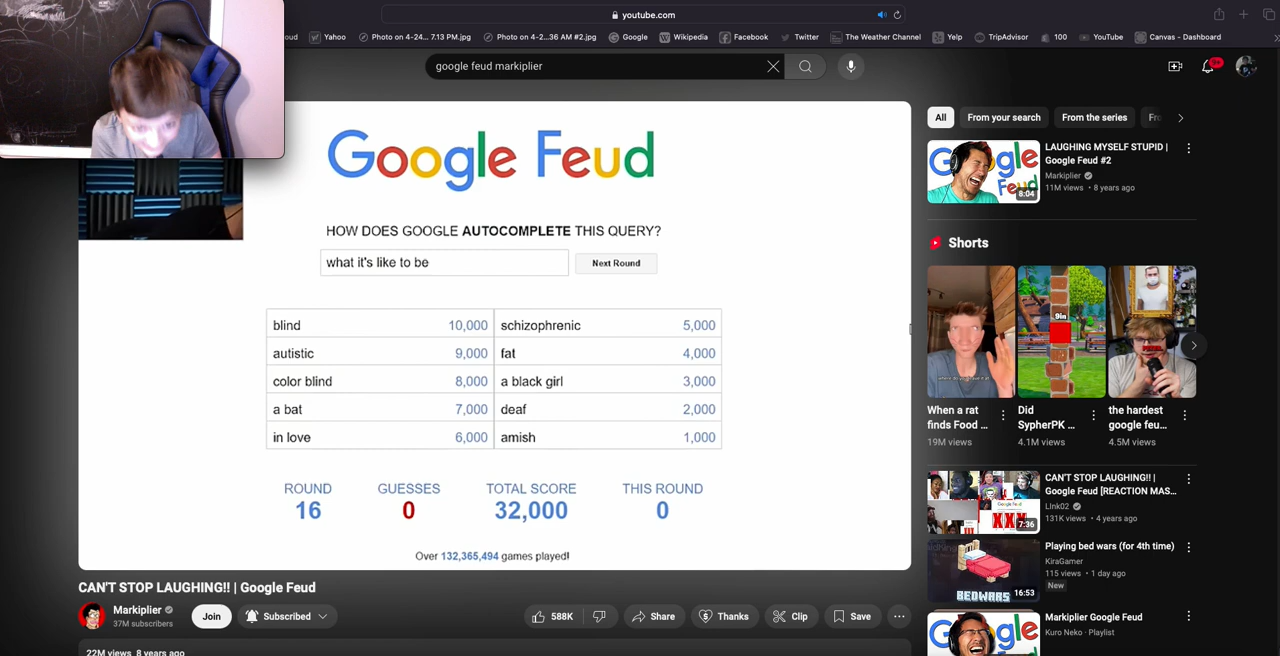 youtube.com
oud
Yahoo
Photo on 4-24... 7.13 PM.jpg
Photo on 4-2...36 AM #2.jpg
Google
Wikipedia
Facebook
Twitter
The Weather Channel
Yelp
TripAdvisor
100
YouTube
Canvas - Dashboard
google feud markiplier
9+
Google Feud
HOW DOES GOOGLE AUTOCOMPLETE THIS QUERY?
what it's like to be
Next Round
blind 10,000 schizophrenic 5,000
autistic 9,000 fat 4,000
color blind 8,000 a black girl 3,000
a bat 7,000 deaf 2,000
in love 6,000 amish 1,000
ROUND GUESSES TOTAL SCORE THIS ROUND
16 0 32,000 0
Over 132,365,494 games played!
CAN'T STOP LAUGHING!! | Google Feud
Markiplier
37M subscribers
Join
Subscribed
588K
Share
Thanks
Clip
Save
22M views 8 years ago
All
From your search
From the series
Fro
LAUGHING MYSELF STUPID |
Google Feud #2
Markiplier
11M views • 8 years ago
8:04
Shorts
9in
When a rat
finds Food ...
19M views
Did
SypherPK ...
4.1M views
the hardest
google feu...
4.5M views
CAN'T STOP LAUGHING!! |
Google Feud [REACTION MAS...
LInk02
131K views • 4 years ago
7:36
Playing bed wars (for 4th time)
KiraGamer
115 views • 1 day ago
New
BEDWARS
16:53
Markiplier Google Feud
Kuro Neko · Playlist